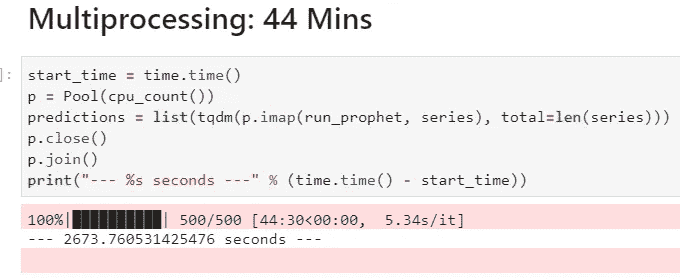 Multiprocessing: 44 Mins
]:
start_time = time.time()
p = Pool(cpu_count())
predictions = list(tqdm(p.imap(run_prophet, series), total=len(series)))
p.close()
p.join()
print("--- %s seconds ---" % (time.time() - start_time))
100%|██████████| 500/500 [44:30<00:00,  5.34s/it]
--- 2673.760531425476 seconds ---